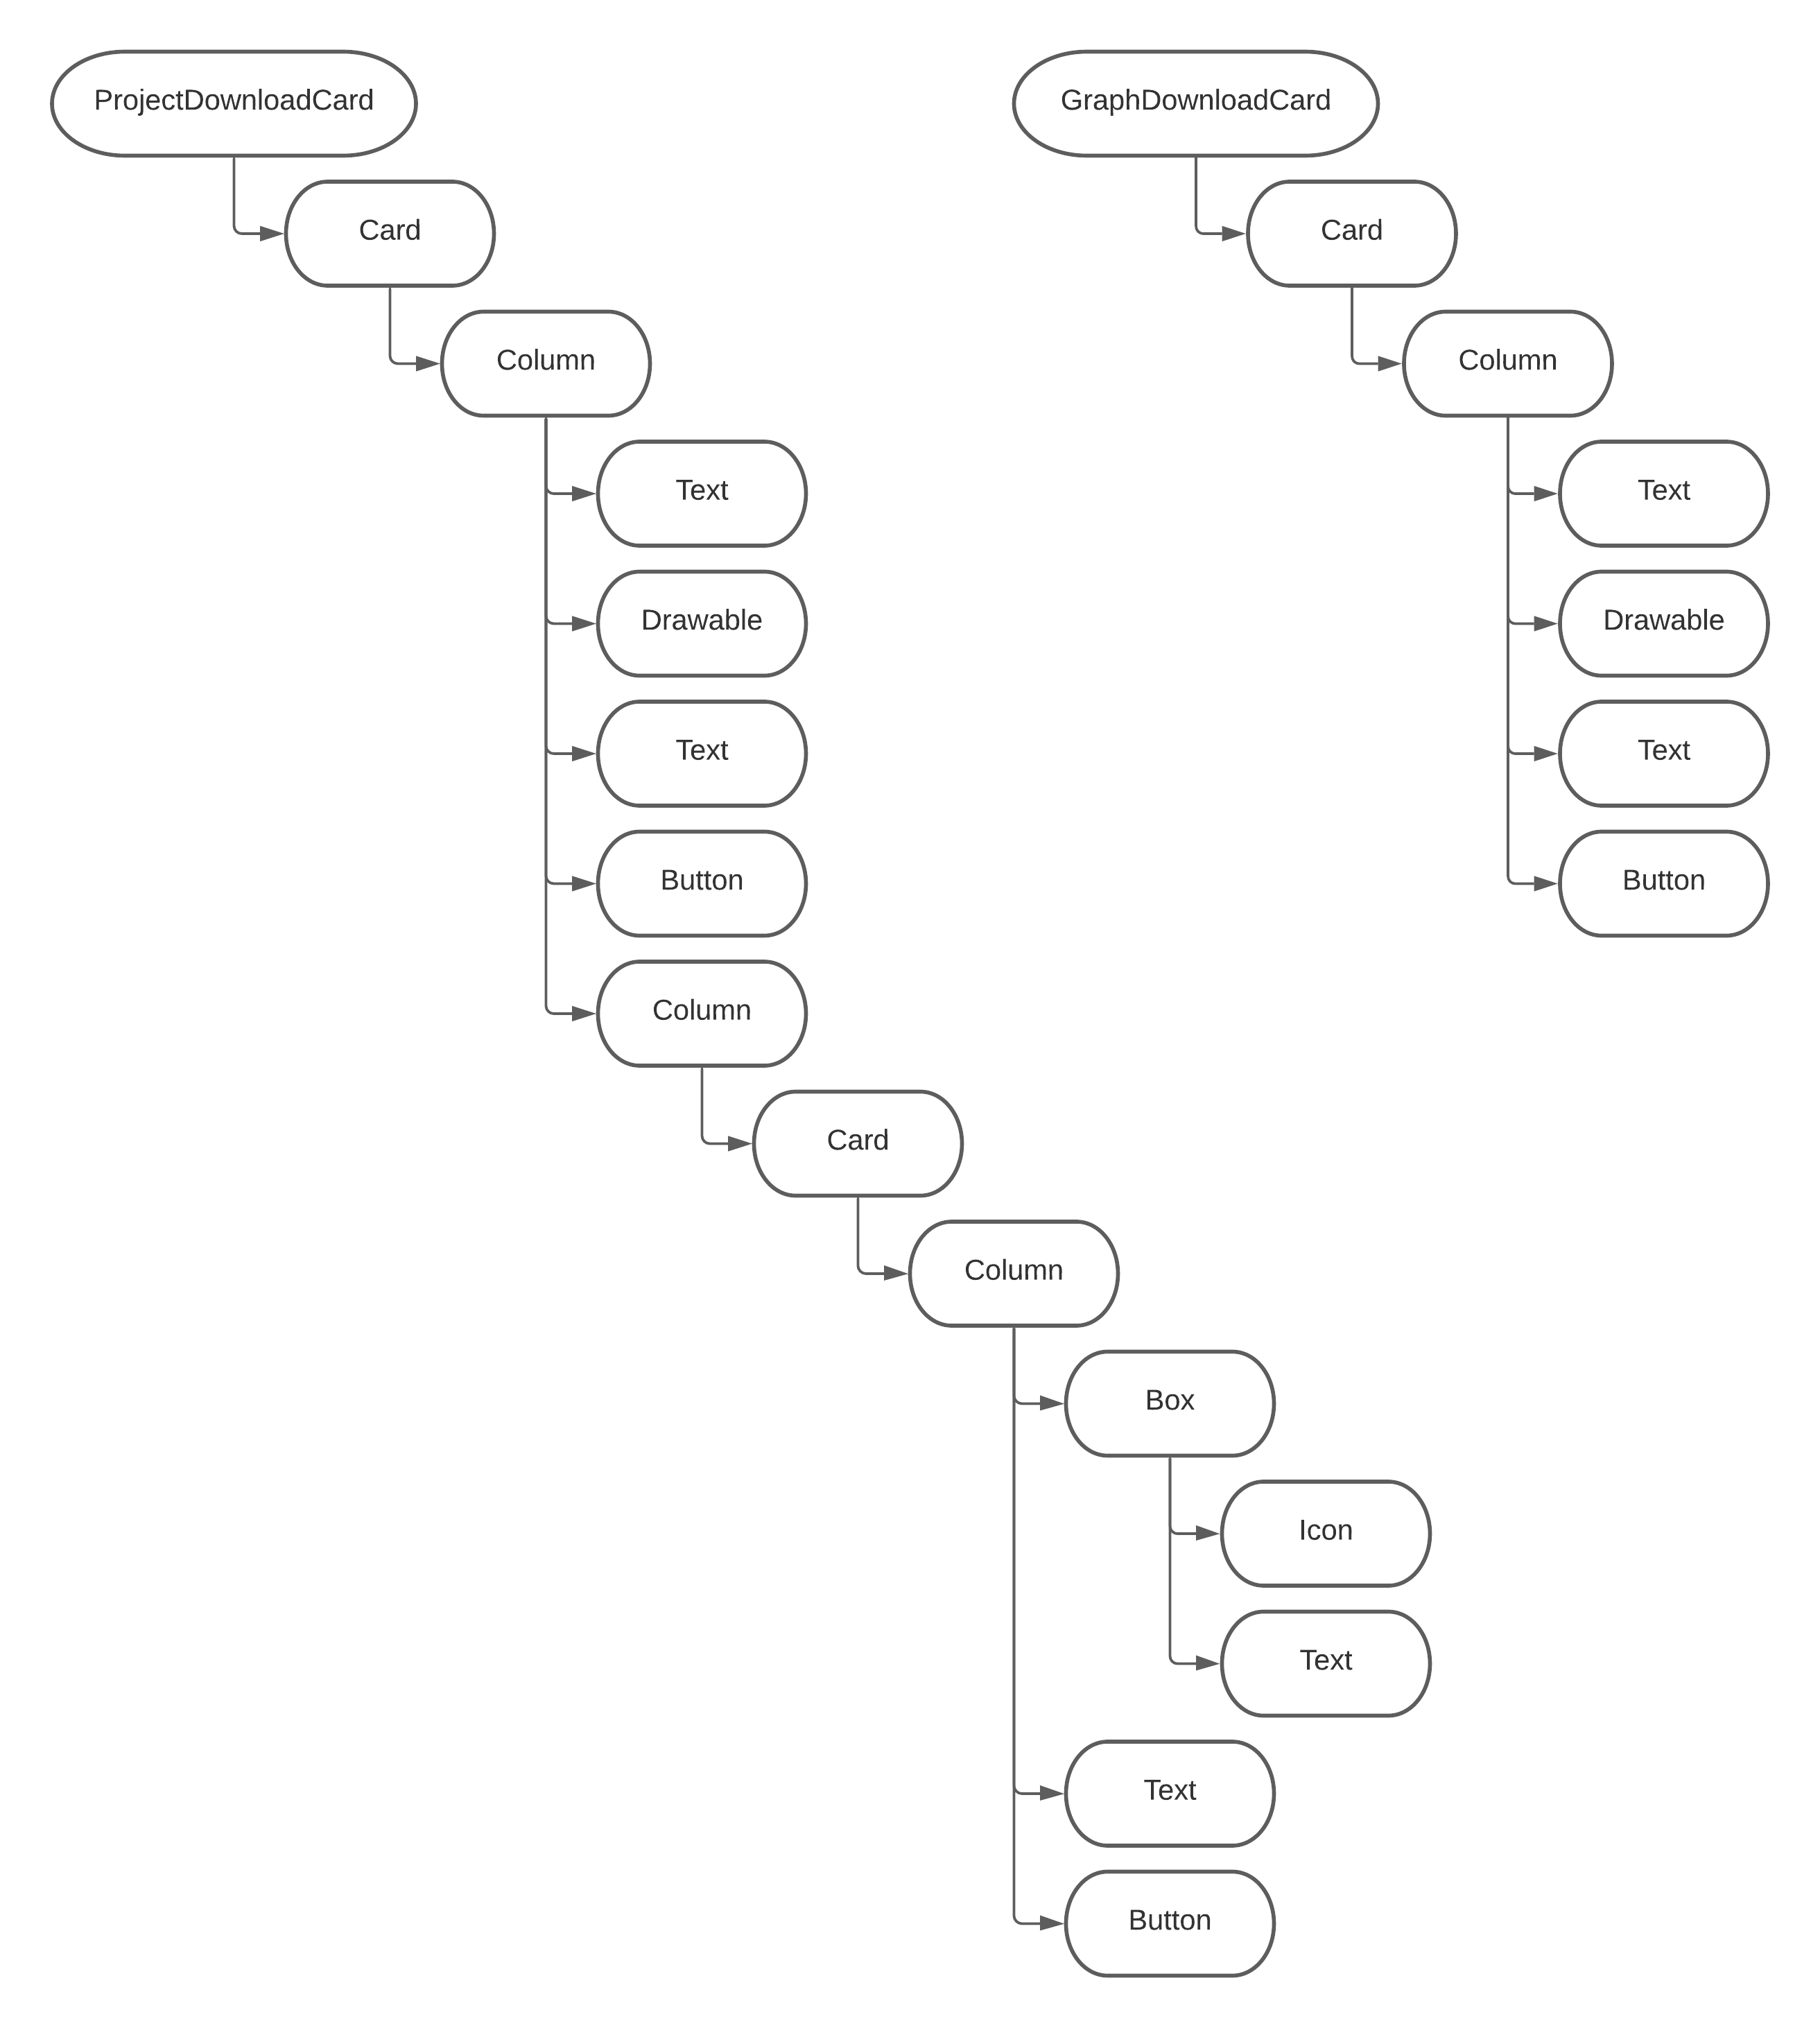 ProjectDownloadCard
Card
Column
Text
Drawable
Text
Button
Column
Card
Column
Box
Icon
Text
Text
Button
GraphDownloadCard
Card
Column
Text
Drawable
Text
Button